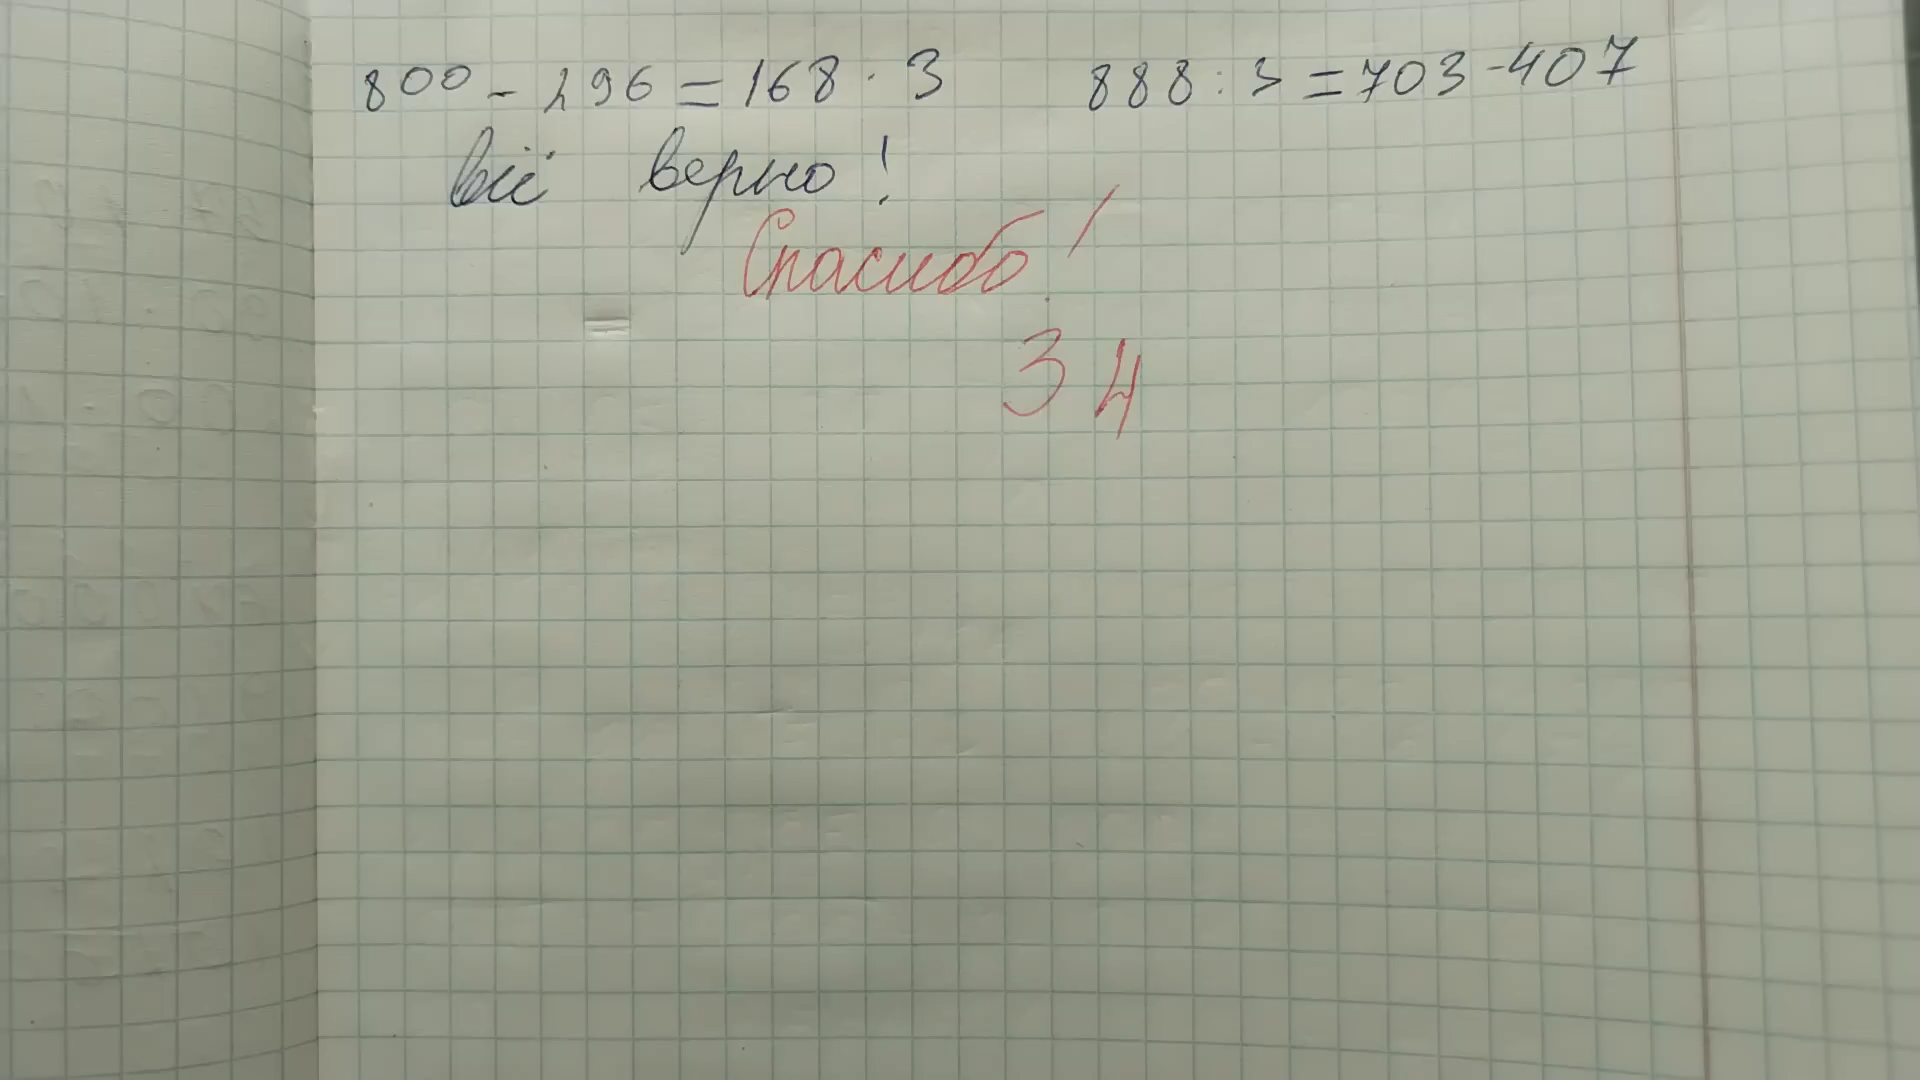 800 - 296 = 168 · 3 888 : 3 = 703 - 407
Всё верно!
Спасибо!
34